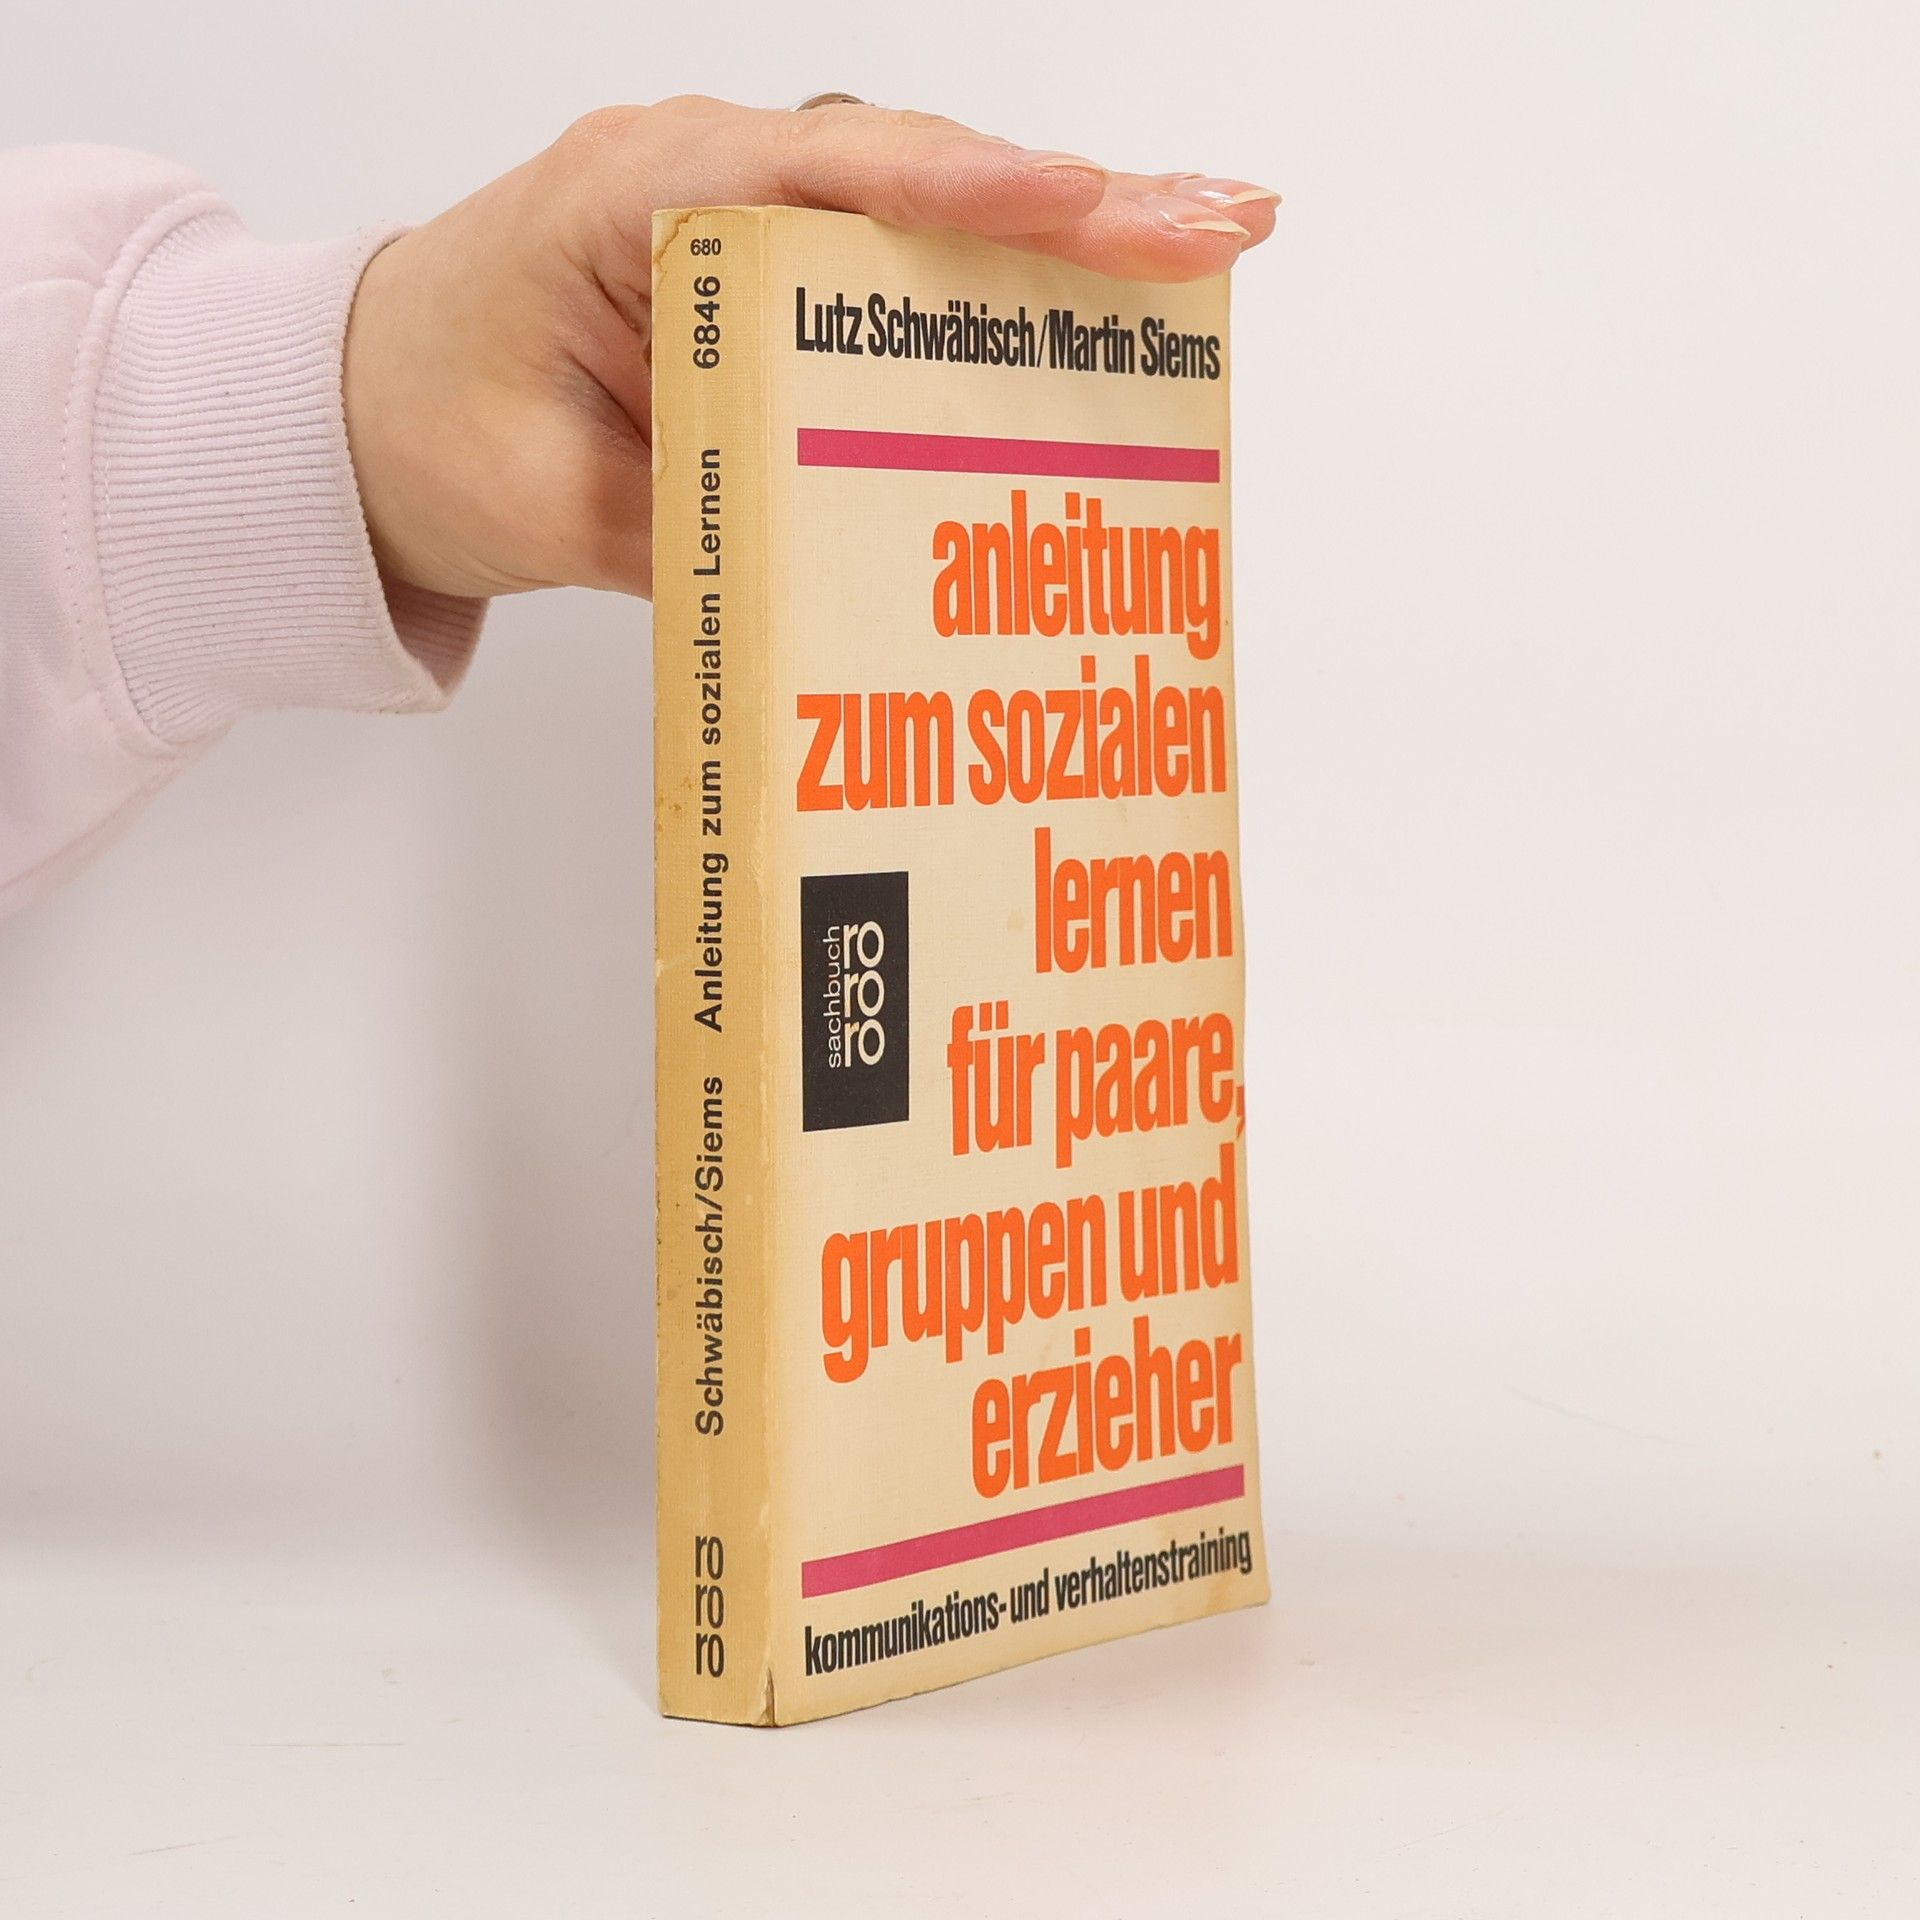 680
6846
Schwäbisch/Siems Anleitung zum sozialen Lernen
ro
ro
ro
Lutz Schwäbisch/Martin Siems
anleitung
zum sozialen
lernen
für paare,
gruppen und
erzieher
sachbuch
ro
ro
ro
kommunikations- und verhaltenstraining